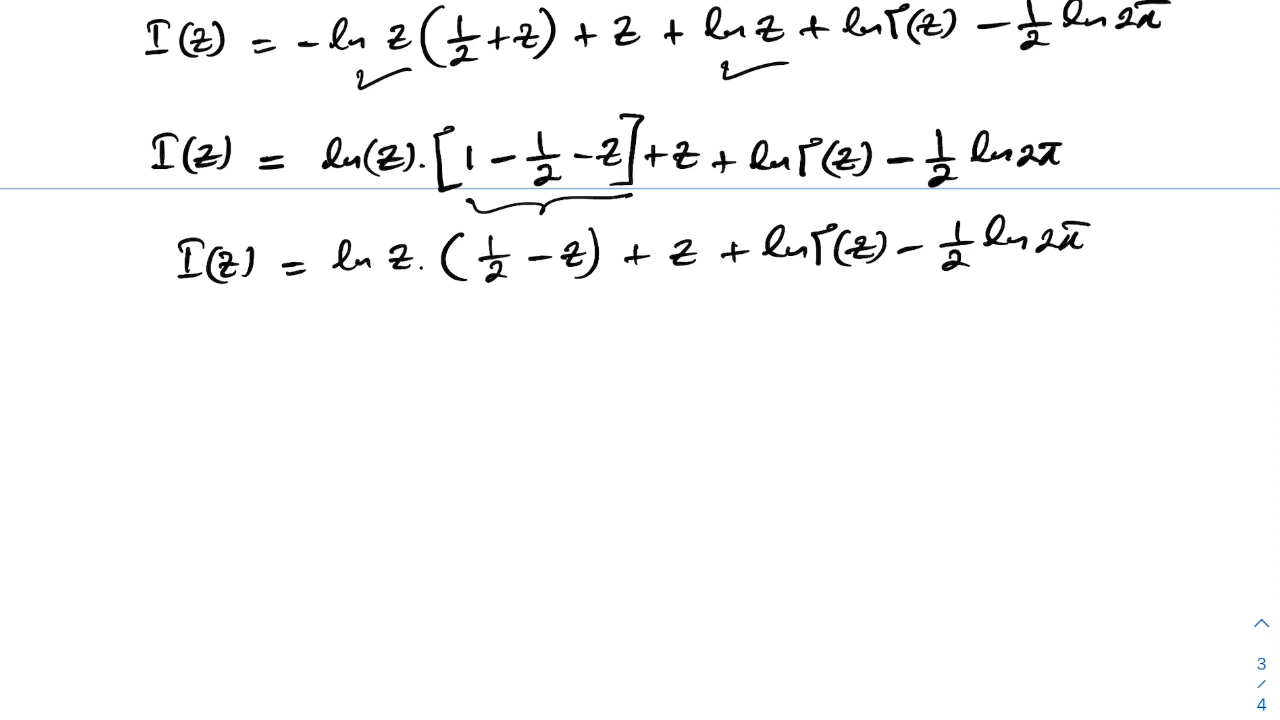 I(z) = -ln z (1/2 + z) + z + ln z + ln Γ(z) - 1/2 ln 2π
I(z) = ln(z). [1 - 1/2 - z] + z + ln Γ(z) - 1/2 ln 2π
I(z) = ln z. (1/2 - z) + z + ln Γ(z) - 1/2 ln 2π
3
/
4